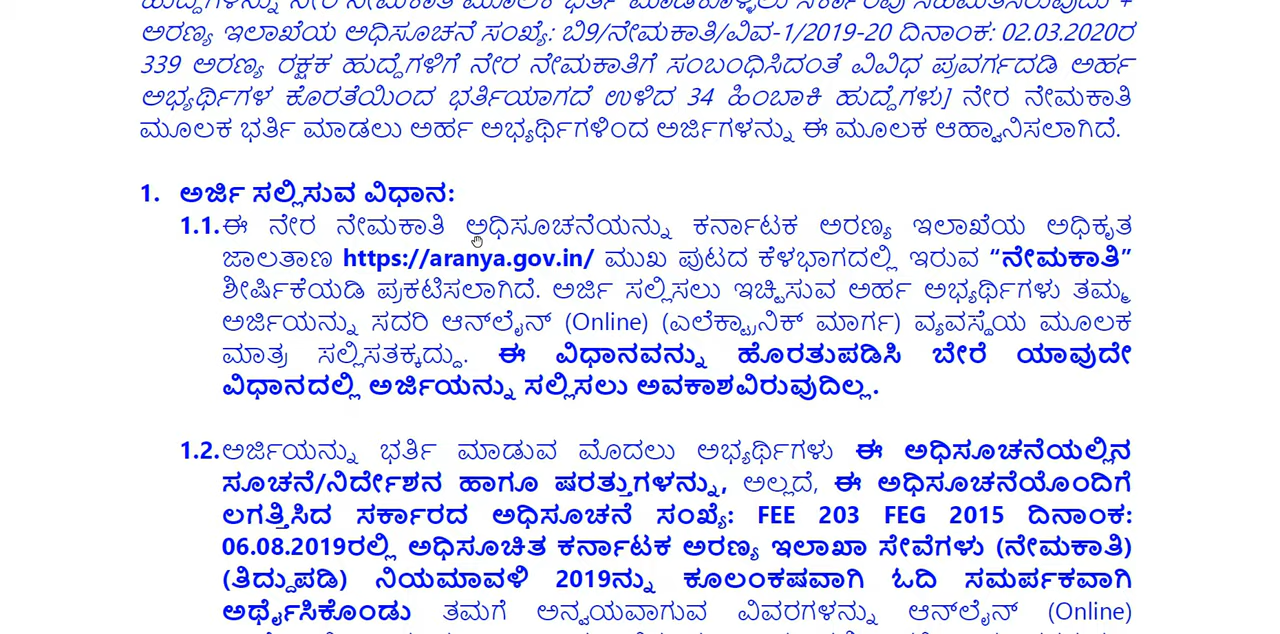 ಹುದ್ದೆಗಳನ್ನು ನೇರ ನೇಮಕಾತಿ ಮೂಲಕ ಭರ್ತಿ ಮಾಡಿಕೊಳ್ಳಲು ಸರ್ಕಾರವು ಸಹಮತಿಸಿರುವುದು +
ಅರಣ್ಯ ಇಲಾಖೆಯ ಅಧಿಸೂಚನೆ ಸಂಖ್ಯೆ: ಬಿ9/ನೇಮಕಾತಿ/ವಿವ-1/2019-20 ದಿನಾಂಕ: 02.03.2020ರ
339 ಅರಣ್ಯ ರಕ್ಷಕ ಹುದ್ದೆಗಳಿಗೆ ನೇರ ನೇಮಕಾತಿಗೆ ಸಂಬಂಧಿಸಿದಂತೆ ವಿವಿಧ ಪ್ರವರ್ಗದಡಿ ಅರ್ಹ
ಅಭ್ಯರ್ಥಿಗಳ ಕೊರತೆಯಿಂದ ಭರ್ತಿಯಾಗದೆ ಉಳಿದ 34 ಹಿಂಬಾಕಿ ಹುದ್ದೆಗಳು] ನೇರ ನೇಮಕಾತಿ
ಮೂಲಕ ಭರ್ತಿ ಮಾಡಲು ಅರ್ಹ ಅಭ್ಯರ್ಥಿಗಳಿಂದ ಅರ್ಜಿಗಳನ್ನು ಈ ಮೂಲಕ ಆಹ್ವಾನಿಸಲಾಗಿದೆ.
1. ಅರ್ಜಿ ಸಲ್ಲಿಸುವ ವಿಧಾನ:
1.1.ಈ ನೇರ ನೇಮಕಾತಿ ಅಧಿಸೂಚನೆಯನ್ನು ಕರ್ನಾಟಕ ಅರಣ್ಯ ಇಲಾಖೆಯ ಅಧಿಕೃತ
ಜಾಲತಾಣ https://aranya.gov.in/ ಮುಖ ಪುಟದ ಕೆಳಭಾಗದಲ್ಲಿ ಇರುವ “ನೇಮಕಾತಿ”
ಶೀರ್ಷಿಕೆಯಡಿ ಪ್ರಕಟಿಸಲಾಗಿದೆ. ಅರ್ಜಿ ಸಲ್ಲಿಸಲು ಇಚ್ಛಿಸುವ ಅರ್ಹ ಅಭ್ಯರ್ಥಿಗಳು ತಮ್ಮ
ಅರ್ಜಿಯನ್ನು ಸದರಿ ಆನ್‌ಲೈನ್ (Online) (ಎಲೆಕ್ಟ್ರಾನಿಕ್ ಮಾರ್ಗ) ವ್ಯವಸ್ಥೆಯ ಮೂಲಕ
ಮಾತ್ರ ಸಲ್ಲಿಸತಕ್ಕದ್ದು. ಈ ವಿಧಾನವನ್ನು ಹೊರತುಪಡಿಸಿ ಬೇರೆ ಯಾವುದೇ
ವಿಧಾನದಲ್ಲಿ ಅರ್ಜಿಯನ್ನು ಸಲ್ಲಿಸಲು ಅವಕಾಶವಿರುವುದಿಲ್ಲ.
1.2.ಅರ್ಜಿಯನ್ನು ಭರ್ತಿ ಮಾಡುವ ಮೊದಲು ಅಭ್ಯರ್ಥಿಗಳು ಈ ಅಧಿಸೂಚನೆಯಲ್ಲಿನ
ಸೂಚನೆ/ನಿರ್ದೇಶನ ಹಾಗೂ ಷರತ್ತುಗಳನ್ನು, ಅಲ್ಲದೆ, ಈ ಅಧಿಸೂಚನೆಯೊಂದಿಗೆ
ಲಗತ್ತಿಸಿದ ಸರ್ಕಾರದ ಅಧಿಸೂಚನೆ ಸಂಖ್ಯೆ: FEE 203 FEG 2015 ದಿನಾಂಕ:
06.08.2019ರಲ್ಲಿ ಅಧಿಸೂಚಿತ ಕರ್ನಾಟಕ ಅರಣ್ಯ ಇಲಾಖಾ ಸೇವೆಗಳು (ನೇಮಕಾತಿ)
(ತಿದ್ದುಪಡಿ) ನಿಯಮಾವಳಿ 2019ನ್ನು ಕೂಲಂಕಷವಾಗಿ ಓದಿ ಸಮರ್ಪಕವಾಗಿ
ಅರ್ಥೈಸಿಕೊಂಡು ತಮಗೆ ಅನ್ವಯವಾಗುವ ವಿವರಗಳನ್ನು ಆನ್‌ಲೈನ್ (Online)